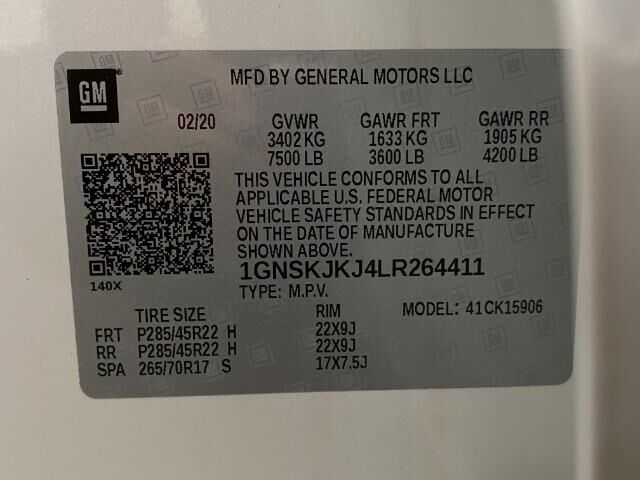 GM
MFD BY GENERAL MOTORS LLC
02/20 GVWR GAWR FRT GAWR RR
3402 KG 1633 KG 1905 KG
7500 LB 3600 LB 4200 LB
THIS VEHICLE CONFORMS TO ALL
APPLICABLE U.S. FEDERAL MOTOR
VEHICLE SAFETY STANDARDS IN EFFECT
ON THE DATE OF MANUFACTURE
SHOWN ABOVE.
1GNSKJKJ4LR264411
140X
TYPE: M.P.V.
TIRE SIZE RIM MODEL: 41CK15906
FRT P285/45R22 H 22X9J
RR P285/45R22 H 22X9J
SPA 265/70R17 S 17X7.5J